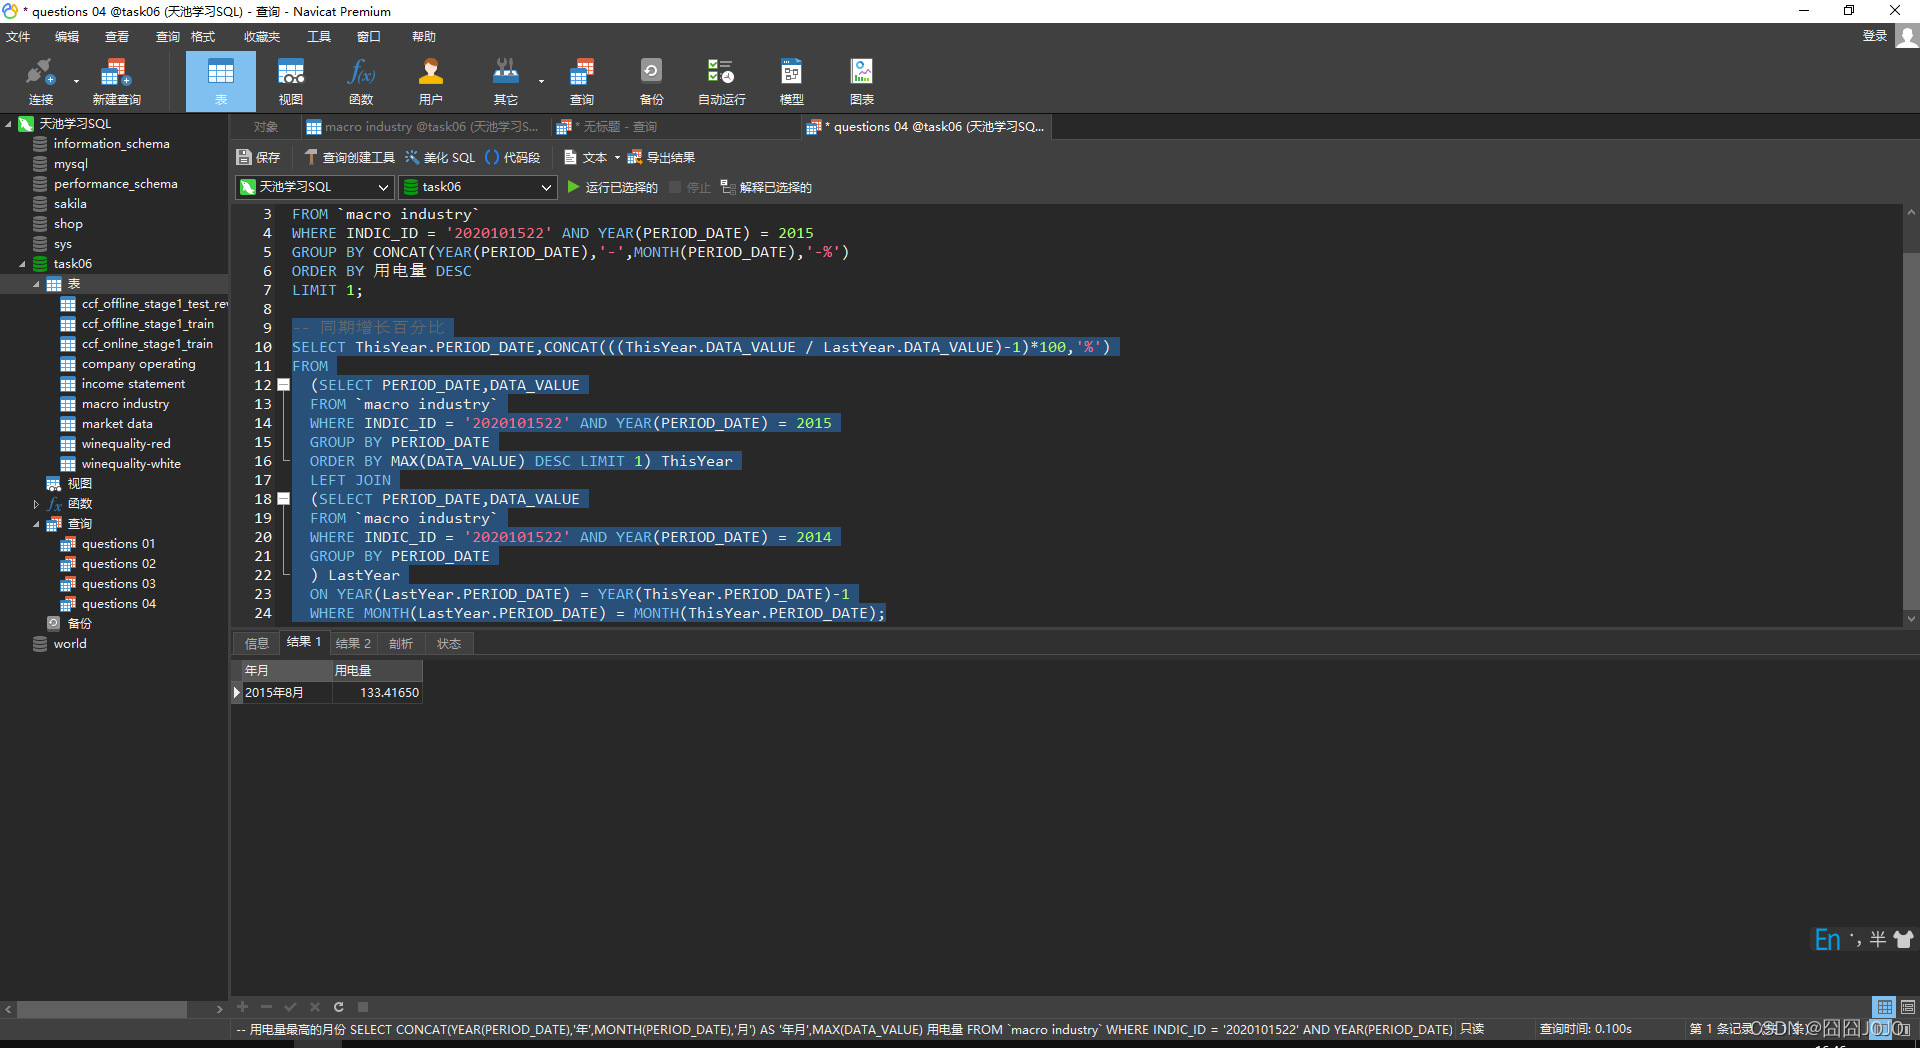 * questions 04 @task06 (天池学习SQL) - 查询 - Navicat Premium
文件 编辑 查看 查询 格式 收藏夹 工具 窗口 帮助 登录
连接 新建查询 表 视图 函数 用户 其它 查询 备份 自动运行 模型 图表
天池学习SQL
information_schema
mysql
performance_schema
sakila
shop
sys
task06
表
ccf_offline_stage1_test_rev
ccf_offline_stage1_train
ccf_online_stage1_train
company operating
income statement
macro industry
market data
winequality-red
winequality-white
视图
函数
查询
questions 01
questions 02
questions 03
questions 04
备份
world
对象 macro industry @task06 (天池学习S... * 无标题 - 查询 * questions 04 @task06 (天池学习SQ...
保存 查询创建工具 美化 SQL 代码段 文本 导出结果
天池学习SQL task06 运行已选择的 停止 解释已选择的
3 FROM `macro industry`
4 WHERE INDIC_ID = '2020101522' AND YEAR(PERIOD_DATE) = 2015
5 GROUP BY CONCAT(YEAR(PERIOD_DATE),'-',MONTH(PERIOD_DATE),'-%')
6 ORDER BY 用电量 DESC
7 LIMIT 1;
8
9 -- 同期增长百分比
10 SELECT ThisYear.PERIOD_DATE,CONCAT(((ThisYear.DATA_VALUE / LastYear.DATA_VALUE)-1)*100,'%')
11 FROM
12 (SELECT PERIOD_DATE,DATA_VALUE
13 FROM `macro industry`
14 WHERE INDIC_ID = '2020101522' AND YEAR(PERIOD_DATE) = 2015
15 GROUP BY PERIOD_DATE
16 ORDER BY MAX(DATA_VALUE) DESC LIMIT 1) ThisYear
17 LEFT JOIN
18 (SELECT PERIOD_DATE,DATA_VALUE
19 FROM `macro industry`
20 WHERE INDIC_ID = '2020101522' AND YEAR(PERIOD_DATE) = 2014
21 GROUP BY PERIOD_DATE
22 ) LastYear
23 ON YEAR(LastYear.PERIOD_DATE) = YEAR(ThisYear.PERIOD_DATE)-1
24 WHERE MONTH(LastYear.PERIOD_DATE) = MONTH(ThisYear.PERIOD_DATE);
信息 结果 1 结果 2 剖析 状态
年月 用电量
2015年8月 133.41650
En 半
-- 用电量最高的月份 SELECT CONCAT(YEAR(PERIOD_DATE),'年',MONTH(PERIOD_DATE),'月') AS '年月',MAX(DATA_VALUE) 用电量 FROM `macro industry` WHERE INDIC_ID = '2020101522' AND YEAR(PERIOD_DATE) 只读 查询时间: 0.100s 第 1 条记录
CSDN @囧囧JOJO